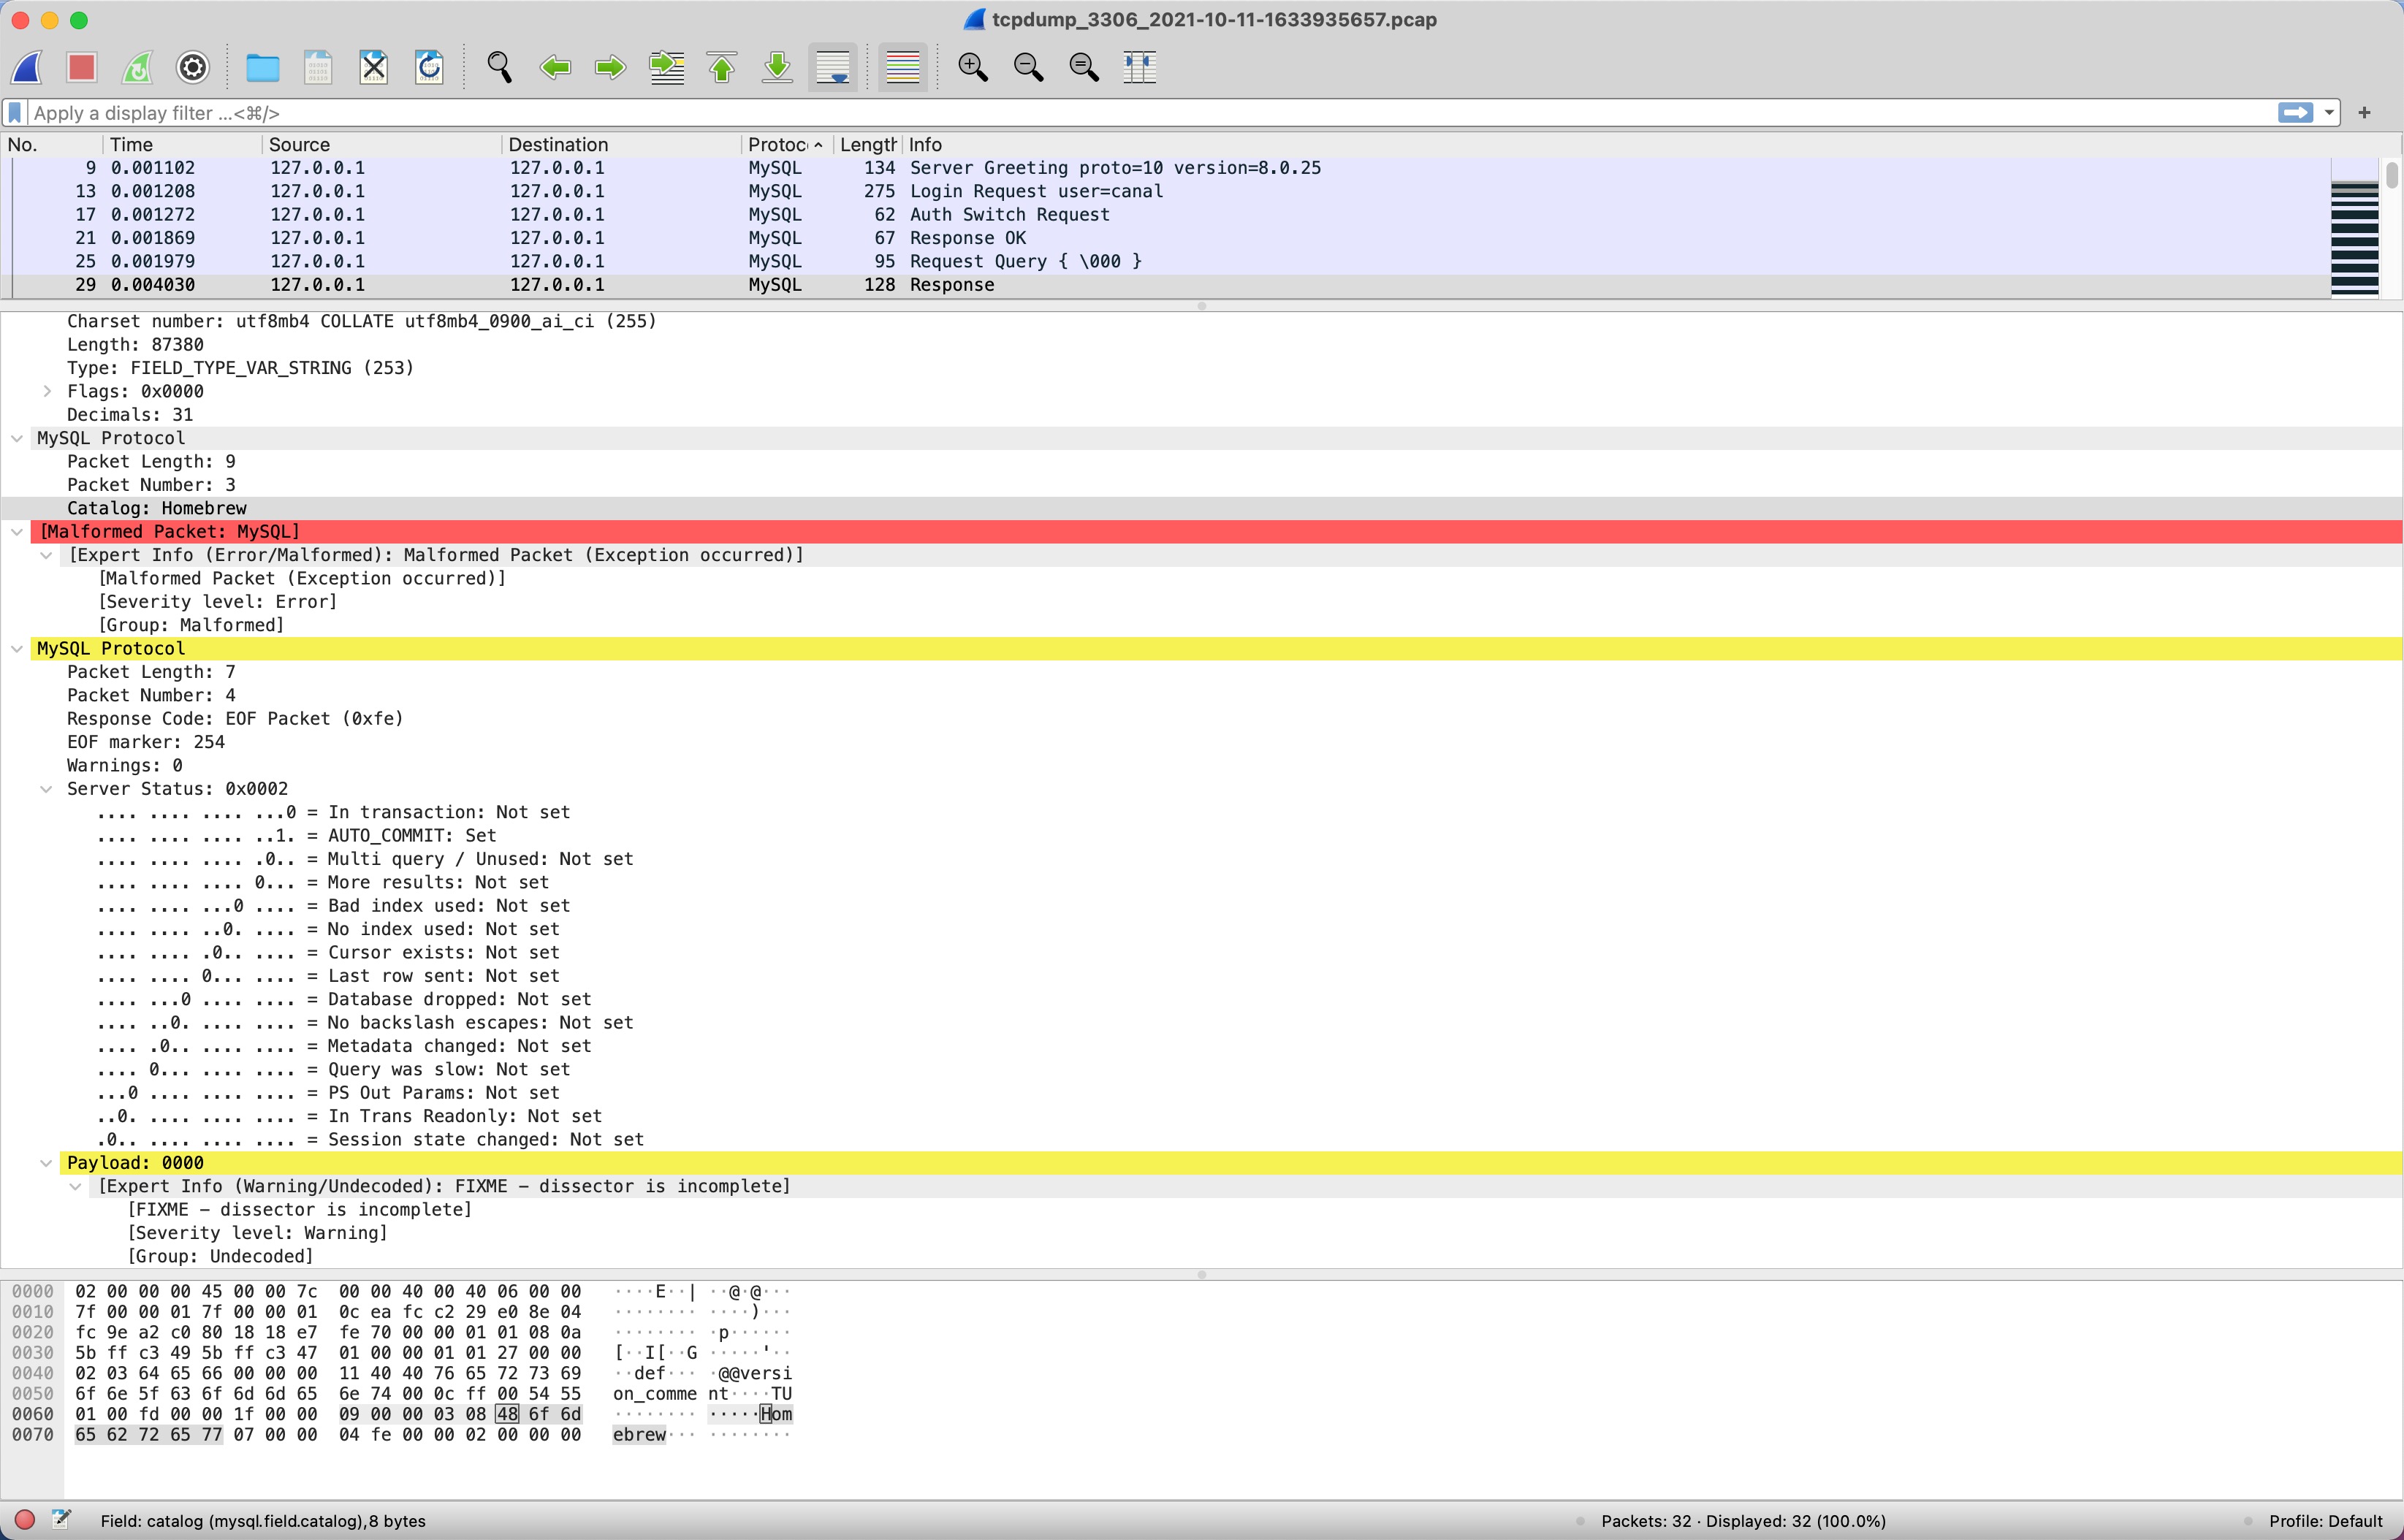 tcpdump_3306_2021-10-11-1633935657.pcap
Apply a display filter ...<⌘/>
No. Time Source Destination Protoc Length Info
9 0.001102 127.0.0.1 127.0.0.1 MySQL 134 Server Greeting proto=10 version=8.0.25
13 0.001208 127.0.0.1 127.0.0.1 MySQL 275 Login Request user=canal
17 0.001272 127.0.0.1 127.0.0.1 MySQL 62 Auth Switch Request
21 0.001869 127.0.0.1 127.0.0.1 MySQL 67 Response OK
25 0.001979 127.0.0.1 127.0.0.1 MySQL 95 Request Query { \000 }
29 0.004030 127.0.0.1 127.0.0.1 MySQL 128 Response
Charset number: utf8mb4 COLLATE utf8mb4_0900_ai_ci (255)
Length: 87380
Type: FIELD_TYPE_VAR_STRING (253)
Flags: 0x0000
Decimals: 31
MySQL Protocol
Packet Length: 9
Packet Number: 3
Catalog: Homebrew
[Malformed Packet: MySQL]
[Expert Info (Error/Malformed): Malformed Packet (Exception occurred)]
[Malformed Packet (Exception occurred)]
[Severity level: Error]
[Group: Malformed]
MySQL Protocol
Packet Length: 7
Packet Number: 4
Response Code: EOF Packet (0xfe)
EOF marker: 254
Warnings: 0
Server Status: 0x0002
.... .... .... ...0 = In transaction: Not set
.... .... .... ..1. = AUTO_COMMIT: Set
.... .... .... .0.. = Multi query / Unused: Not set
.... .... .... 0... = More results: Not set
.... .... ...0 .... = Bad index used: Not set
.... .... ..0. .... = No index used: Not set
.... .... .0.. .... = Cursor exists: Not set
.... .... 0... .... = Last row sent: Not set
.... ...0 .... .... = Database dropped: Not set
.... ..0. .... .... = No backslash escapes: Not set
.... .0.. .... .... = Metadata changed: Not set
.... 0... .... .... = Query was slow: Not set
...0 .... .... .... = PS Out Params: Not set
..0. .... .... .... = In Trans Readonly: Not set
.0.. .... .... .... = Session state changed: Not set
Payload: 0000
[Expert Info (Warning/Undecoded): FIXME – dissector is incomplete]
[FIXME – dissector is incomplete]
[Severity level: Warning]
[Group: Undecoded]
0000 02 00 00 00 45 00 00 7c 00 00 40 00 40 06 00 00 ····E··| ··@·@···
0010 7f 00 00 01 7f 00 00 01 0c ea fc c2 29 e0 8e 04 ········ ····)···
0020 fc 9e a2 c0 80 18 18 e7 fe 70 00 00 01 01 08 0a ········ ·p······
0030 5b ff c3 49 5b ff c3 47 01 00 00 01 01 27 00 00 [··I[··G ·····'··
0040 02 03 64 65 66 00 00 00 11 40 40 76 65 72 73 69 ··def··· ·@@versi
0050 6f 6e 5f 63 6f 6d 6d 65 6e 74 00 0c ff 00 54 55 on_comme nt····TU
0060 01 00 fd 00 00 1f 00 00 09 00 00 03 08 48 6f 6d ········ ·····Hom
0070 65 62 72 65 77 07 00 00 04 fe 00 00 02 00 00 00 ebrew··· ········
Field: catalog (mysql.field.catalog), 8 bytes
Packets: 32 · Displayed: 32 (100.0%)
Profile: Default